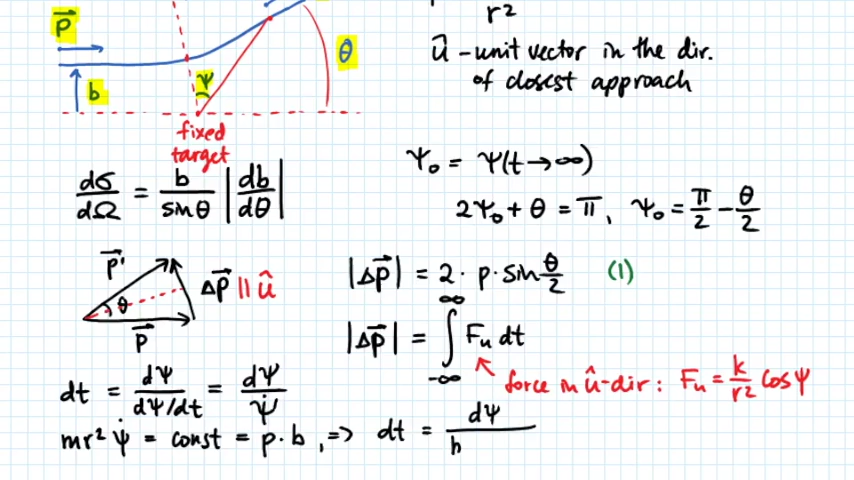 r²
P⃗
û - unit vector in the dir.
of closest approach
θ
ψ
b
fixed
target
ψ₀ = ψ(t→∞)
dσ/dΩ = b/sinθ |db/dθ|
2ψ₀ + θ = π, ψ₀ = π/2 - θ/2
p⃗'
θ
Δp⃗ || û
p⃗
|Δp⃗| = 2 · p · sin θ/2 (1)
|Δp⃗| = ∫_{-∞}^{∞} Fᵤ dt
force in û-dir: Fᵤ = k/r² cosψ
dt = dψ/(dψ/dt) = dψ/ψ̇
mr²ψ̇ = const = p·b, => dt = dψ/